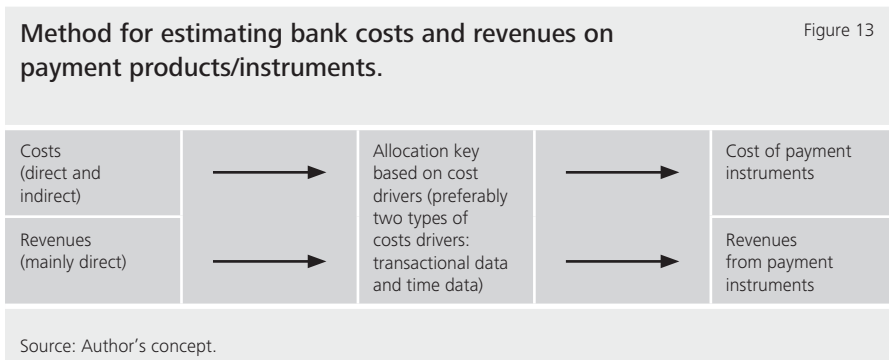 Method for estimating bank costs and revenues on
payment products/instruments.
Figure 13
Costs
(direct and
indirect)
Revenues
(mainly direct)
Allocation key
based on cost
drivers (preferably
two types of
costs drivers:
transactional data
and time data)
Cost of payment
instruments
Revenues
from payment
instruments
Source: Author's concept.